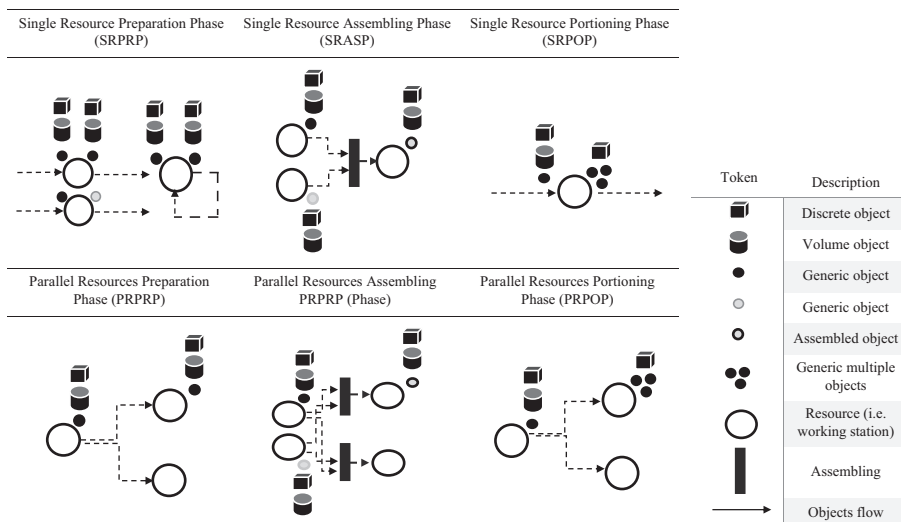 Single Resource Preparation Phase
(SRPRP)
Single Resource Assembling Phase
(SRASP)
Single Resource Portioning Phase
(SRPOP)
Parallel Resources Preparation
Phase (PRPRP)
Parallel Resources Assembling
PRPRP (Phase)
Parallel Resources Portioning
Phase (PRPOP)
Token
Description
Discrete object
Volume object
Generic object
Generic object
Assembled object
Generic multiple
objects
Resource (i.e.
working station)
Assembling
Objects flow